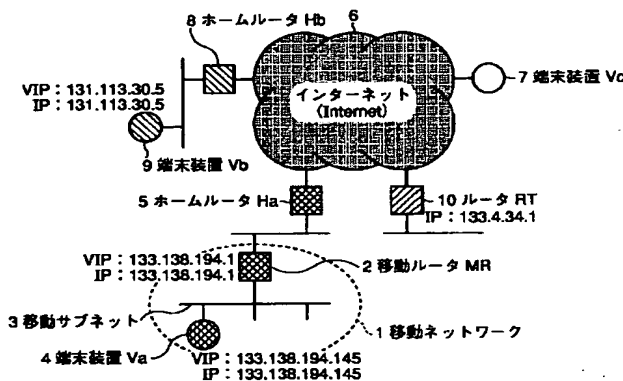 8 ホームルータ Hb
6
VIP：131.113.30.5
IP：131.113.30.5
インターネット
(Internet)
7 端末装置 Vc
9 端末装置 Vb
5 ホームルータ Ha
10 ルータ RT
IP：133.4.34.1
VIP：133.138.194.1
IP：133.138.194.1
2 移動ルータ MR
3 移動サブネット
1 移動ネットワーク
4 端末装置 Va
VIP：133.138.194.145
IP：133.138.194.145